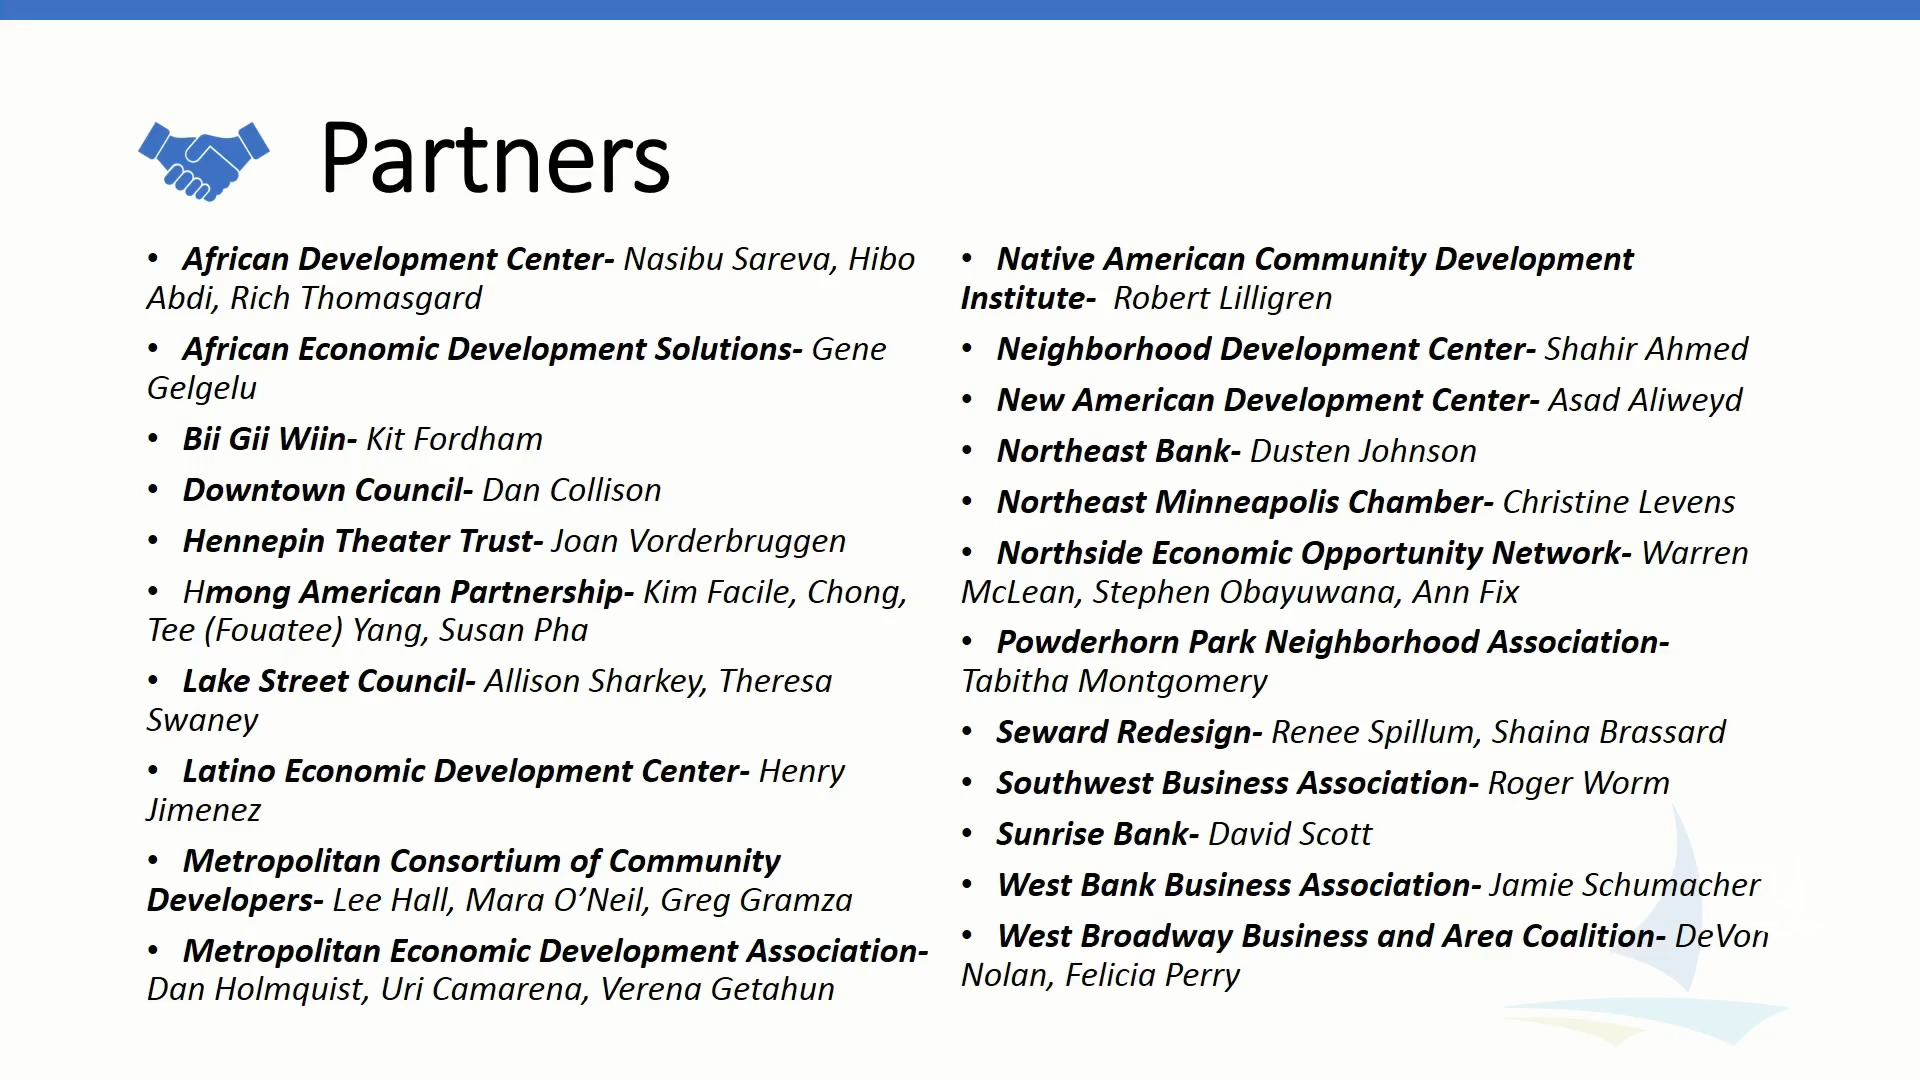 Partners
• African Development Center- Nasibu Sareva, Hibo
Abdi, Rich Thomasgard
• African Economic Development Solutions- Gene
Gelgelu
• Bii Gii Wiin- Kit Fordham
• Downtown Council- Dan Collison
• Hennepin Theater Trust- Joan Vorderbruggen
• Hmong American Partnership- Kim Facile, Chong,
Tee (Fouatee) Yang, Susan Pha
• Lake Street Council- Allison Sharkey, Theresa
Swaney
• Latino Economic Development Center- Henry
Jimenez
• Metropolitan Consortium of Community
Developers- Lee Hall, Mara O’Neil, Greg Gramza
• Metropolitan Economic Development Association-
Dan Holmquist, Uri Camarena, Verena Getahun
• Native American Community Development
Institute- Robert Lilligren
• Neighborhood Development Center- Shahir Ahmed
• New American Development Center- Asad Aliweyd
• Northeast Bank- Dusten Johnson
• Northeast Minneapolis Chamber- Christine Levens
• Northside Economic Opportunity Network- Warren
McLean, Stephen Obayuwana, Ann Fix
• Powderhorn Park Neighborhood Association-
Tabitha Montgomery
• Seward Redesign- Renee Spillum, Shaina Brassard
• Southwest Business Association- Roger Worm
• Sunrise Bank- David Scott
• West Bank Business Association- Jamie Schumacher
• West Broadway Business and Area Coalition- DeVon
Nolan, Felicia Perry